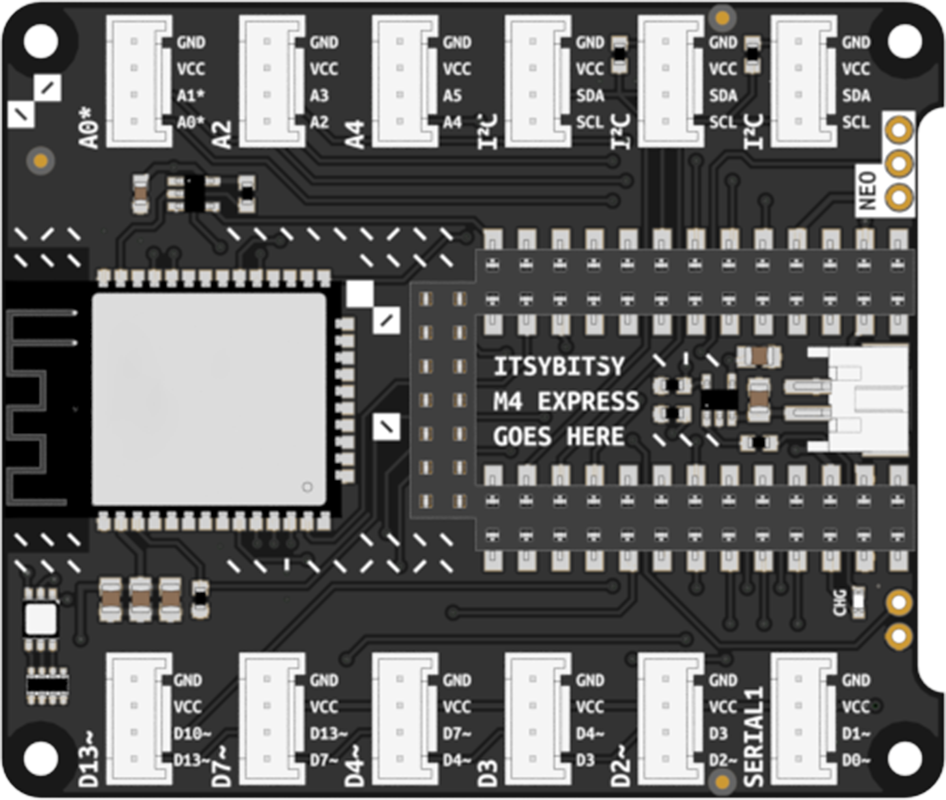 GND
VCC
A1*
A0*
A0*
GND
VCC
A3
A2
A2
GND
VCC
A5
A4
A4
GND
VCC
SDA
SCL
I²C
GND
VCC
SDA
SCL
I²C
GND
VCC
SDA
SCL
I²C
NEO
ITSYBITSY
M4 EXPRESS
GOES HERE
CHG
GND
VCC
D10~
D13~
D13~
GND
VCC
D13~
D7~
D7~
GND
VCC
D7~
D4~
D4~
GND
VCC
D4~
D3
D3
GND
VCC
D3
D2~
D2~
GND
VCC
D1~
D0~
SERIAL1